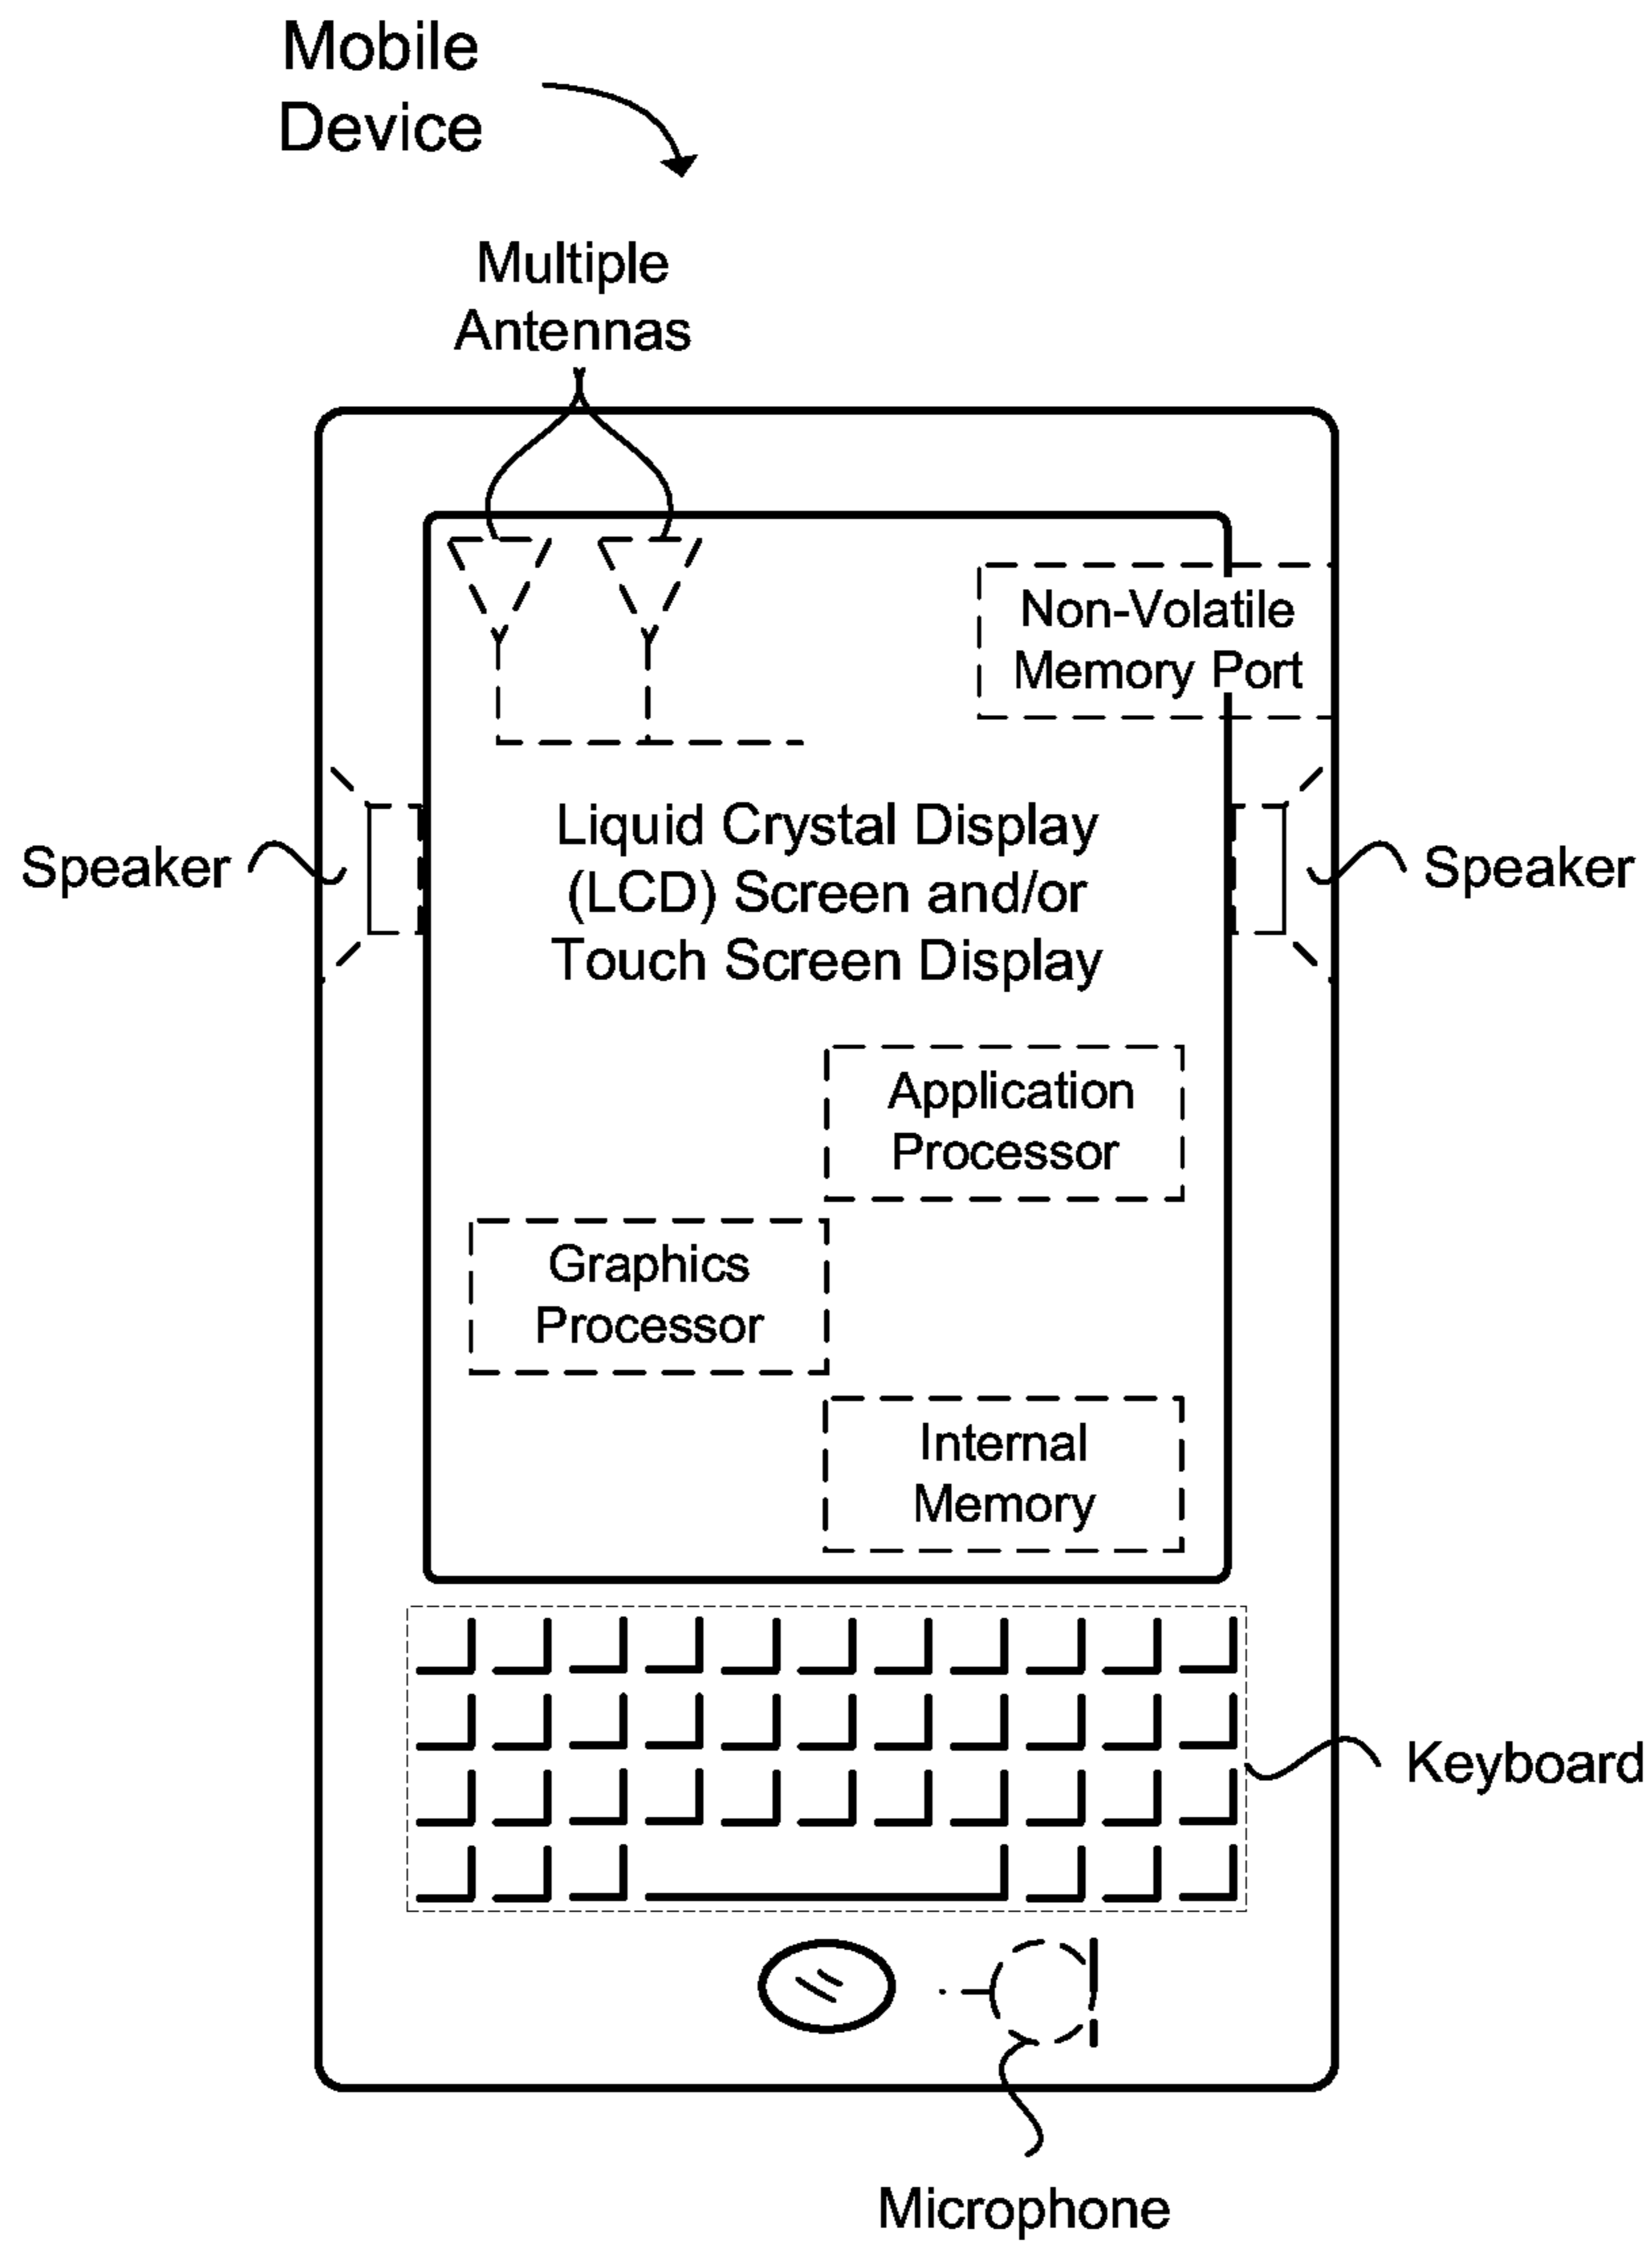 Mobile
Device
Multiple
Antennas
Non-Volatile
Memory Port
Speaker
Liquid Crystal Display
(LCD) Screen and/or
Touch Screen Display
Speaker
Application
Processor
Graphics
Processor
Internal
Memory
Keyboard
Microphone